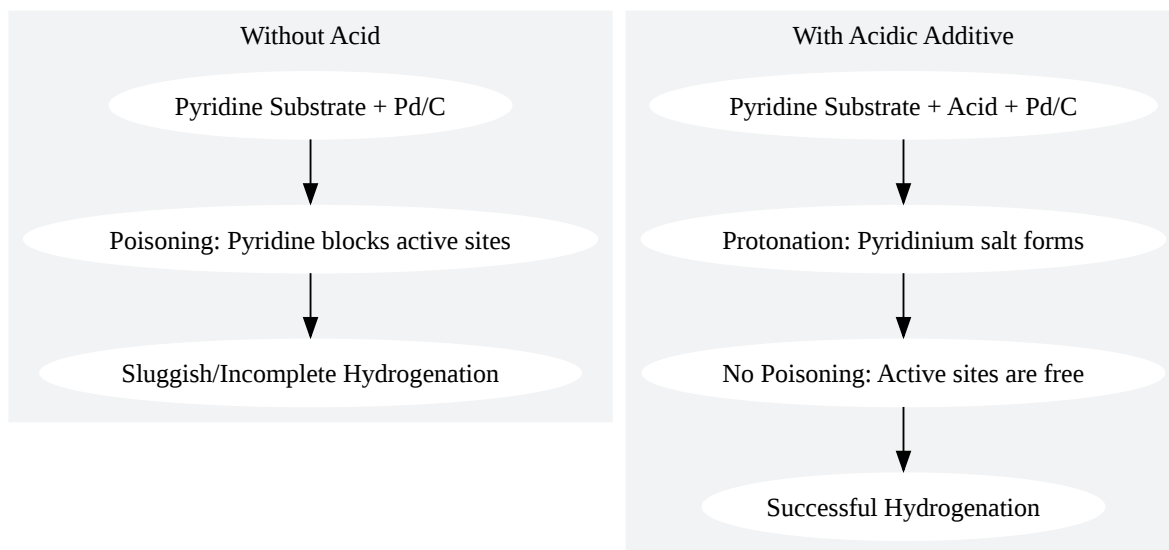 Without Acid
Pyridine Substrate + Pd/C
Poisoning: Pyridine blocks active sites
Sluggish/Incomplete Hydrogenation
With Acidic Additive
Pyridine Substrate + Acid + Pd/C
Protonation: Pyridinium salt forms
No Poisoning: Active sites are free
Successful Hydrogenation